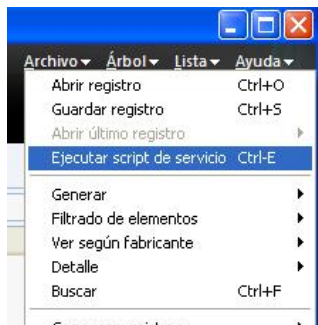 Archivo Árbol Lista Ayuda
Abrir registro Ctrl+O
Guardar registro Ctrl+S
Abrir último registro
Ejecutar script de servicio Ctrl-E
Generar
Filtrado de elementos
Ver según fabricante
Detalle
Buscar Ctrl+F